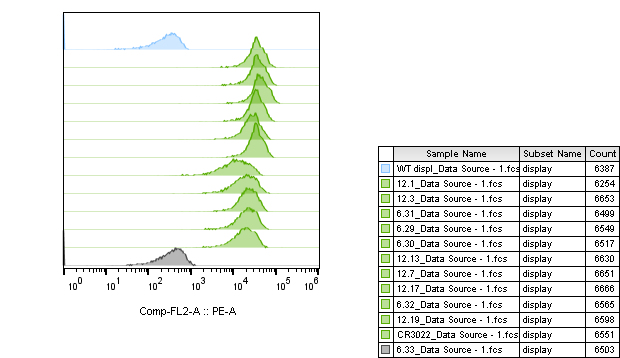 Sample Name Subset Name Count
WT displ_Data Source - 1.fcs display 6387
12.1_Data Source - 1.fcs display 6254
12.3_Data Source - 1.fcs display 6653
6.31_Data Source - 1.fcs display 6499
6.29_Data Source - 1.fcs display 6549
6.30_Data Source - 1.fcs display 6517
12.13_Data Source - 1.fcs display 6630
12.7_Data Source - 1.fcs display 6651
12.17_Data Source - 1.fcs display 6666
6.32_Data Source - 1.fcs display 6565
12.19_Data Source - 1.fcs display 6598
CR3022_Data Source - 1.fcs display 6551
6.33_Data Source - 1.fcs display 6503
10^0 10^1 10^2 10^3 10^4 10^5 10^6
Comp-FL2-A :: PE-A